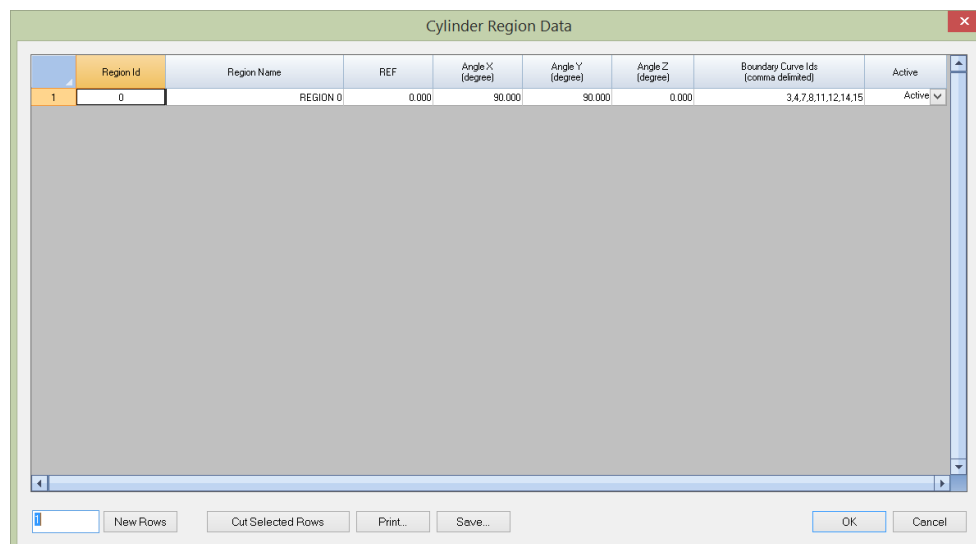 Cylinder Region Data
Region Id Region Name REF Angle X (degree) Angle Y (degree) Angle Z (degree) Boundary Curve Ids (comma delimited) Active
1 0 REGION 0 0.000 90.000 90.000 0.000 3,4,7,8,11,12,14,15 Active
1 New Rows Cut Selected Rows Print... Save... OK Cancel